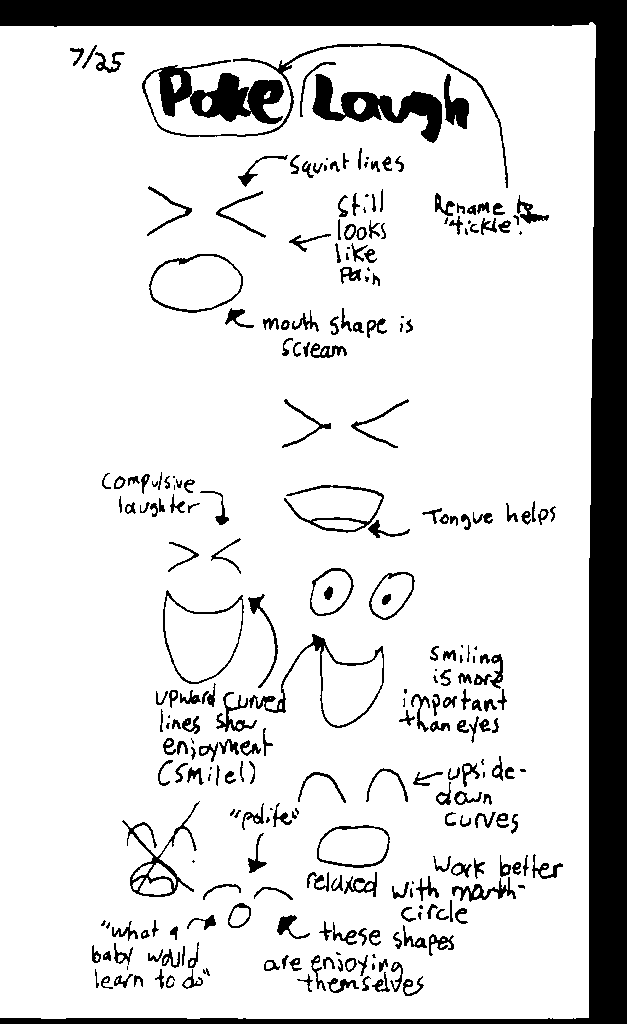 7/25
Poke Laugh
Squint lines
Still
looks
like
Pain
Rename to
"tickle?"
mouth shape is
scream
Compulsive
laughter
Tongue helps
smiling
is more
important
than eyes
upward curved
lines show
enjoyment
(smile!)
upside-
down
curves
"polite"
relaxed
work better
with mouth-
circle
"what a
baby would
learn to do"
these shapes
are enjoying
themselves